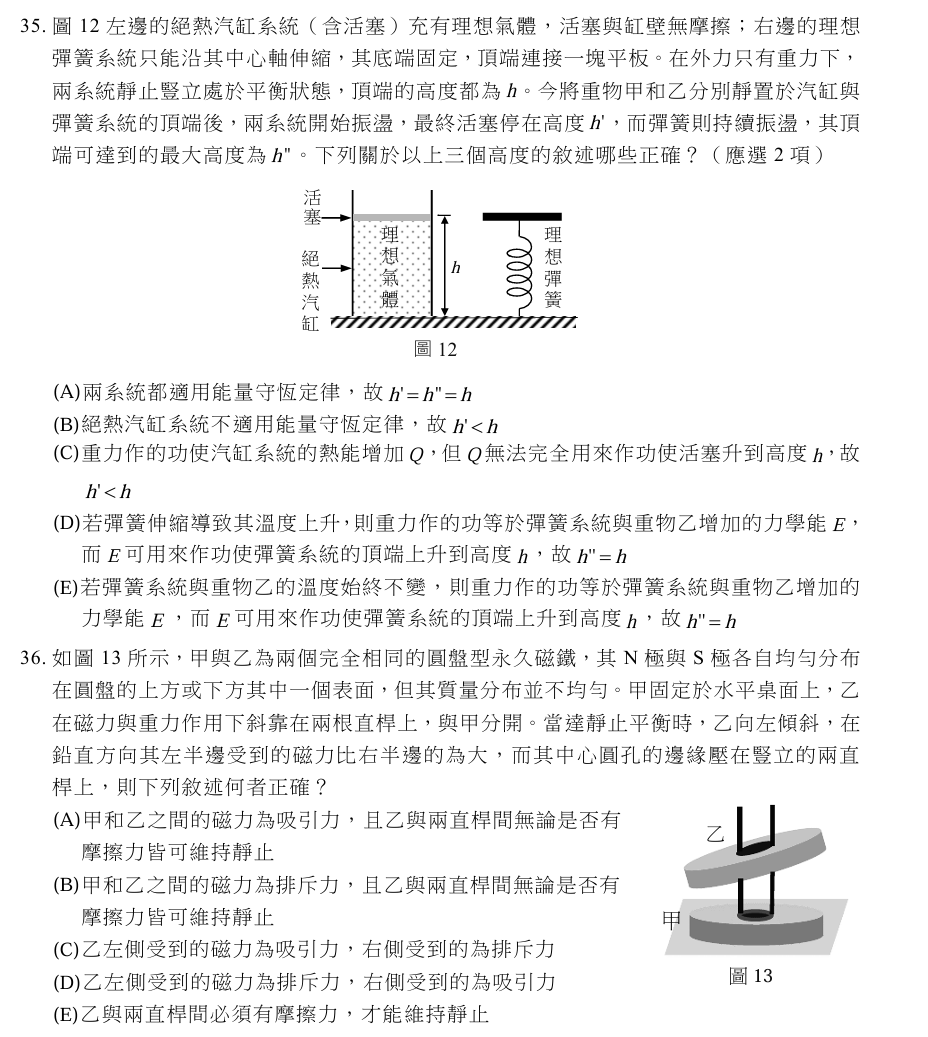 35. 圖 12 左邊的絕熱汽缸系統（含活塞）充有理想氣體，活塞與缸壁無摩擦；右邊的理想
彈簧系統只能沿其中心軸伸縮，其底端固定，頂端連接一塊平板。在外力只有重力下，
兩系統靜止豎立處於平衡狀態，頂端的高度都為 h。今將重物甲和乙分別靜置於汽缸與
彈簧系統的頂端後，兩系統開始振盪，最終活塞停在高度 h'，而彈簧則持續振盪，其頂
端可達到的最大高度為 h"。下列關於以上三個高度的敘述哪些正確？（應選 2 項）
活塞
絕熱汽缸
理想氣體
h
理想彈簧
圖 12
(A)兩系統都適用能量守恆定律，故 h'=h"=h
(B)絕熱汽缸系統不適用能量守恆定律，故 h'<h
(C)重力作的功使汽缸系統的熱能增加 Q，但 Q無法完全用來作功使活塞升到高度 h，故
h'<h
(D)若彈簧伸縮導致其溫度上升，則重力作的功等於彈簧系統與重物乙增加的力學能 E，
而 E 可用來作功使彈簧系統的頂端上升到高度 h，故 h"=h
(E)若彈簧系統與重物乙的溫度始終不變，則重力作的功等於彈簧系統與重物乙增加的
力學能 E ，而 E 可用來作功使彈簧系統的頂端上升到高度 h，故 h"=h
36. 如圖 13 所示，甲與乙為兩個完全相同的圓盤型永久磁鐵，其 N 極與 S 極各自均勻分布
在圓盤的上方或下方其中一個表面，但其質量分布並不均勻。甲固定於水平桌面上，乙
在磁力與重力作用下斜靠在兩根直桿上，與甲分開。當達靜止平衡時，乙向左傾斜，在
鉛直方向其左半邊受到的磁力比右半邊的為大，而其中心圓孔的邊緣壓在豎立的兩直
桿上，則下列敘述何者正確？
(A)甲和乙之間的磁力為吸引力，且乙與兩直桿間無論是否有
摩擦力皆可維持靜止
(B)甲和乙之間的磁力為排斥力，且乙與兩直桿間無論是否有
摩擦力皆可維持靜止
(C)乙左側受到的磁力為吸引力，右側受到的為排斥力
(D)乙左側受到的磁力為排斥力，右側受到的為吸引力
(E)乙與兩直桿間必須有摩擦力，才能維持靜止
乙
甲
圖 13